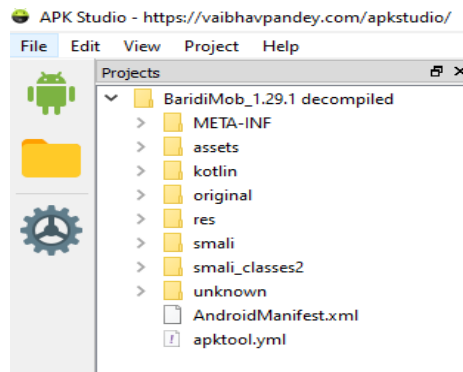 APK Studio - https://vaibhavpandey.com/apkstudio/
File Edit View Project Help
Projects
BaridiMob_1.29.1 decompiled
META-INF
assets
kotlin
original
res
smali
smali_classes2
unknown
AndroidManifest.xml
apktool.yml